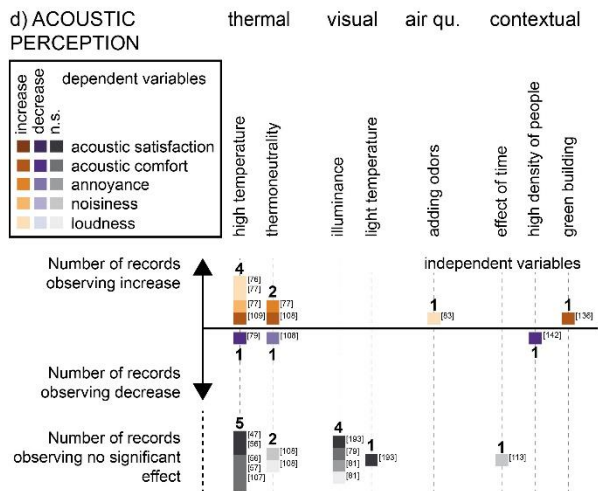 d) ACOUSTIC PERCEPTION
thermal visual air qu. contextual
dependent variables
increase
decrease
n.s.
acoustic satisfaction
acoustic comfort
annoyance
noisiness
loudness
high temperature
thermoneutrality
illuminance
light temperature
adding odors
effect of time
high density of people
green building
independent variables
Number of records
observing increase
4
[76]
[77]
[77]
[109]
2
[77]
[108]
1
[83]
1
[136]
[79]
1
[108]
1
[142]
1
Number of records
observing decrease
Number of records
observing no significant
effect
5
[47]
[56]
[107]
2
[108]
[108]
4
[193]
[79]
[81]
[81]
1
[193]
1
[113]